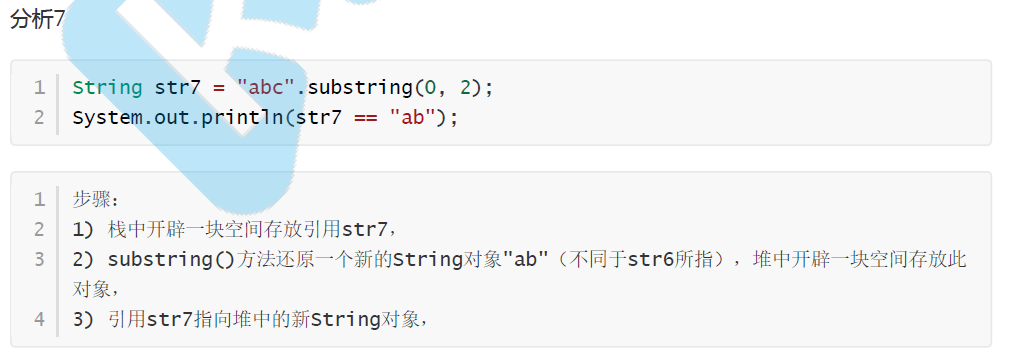 分析7
1 String str7 = "abc".substring(0, 2);
2 System.out.println(str7 == "ab");
1 步骤：
2 1) 栈中开辟一块空间存放引用str7，
3 2) substring()方法还原一个新的String对象"ab"（不同于str6所指），堆中开辟一块空间存放此
对象，
4 3) 引用str7指向堆中的新String对象，